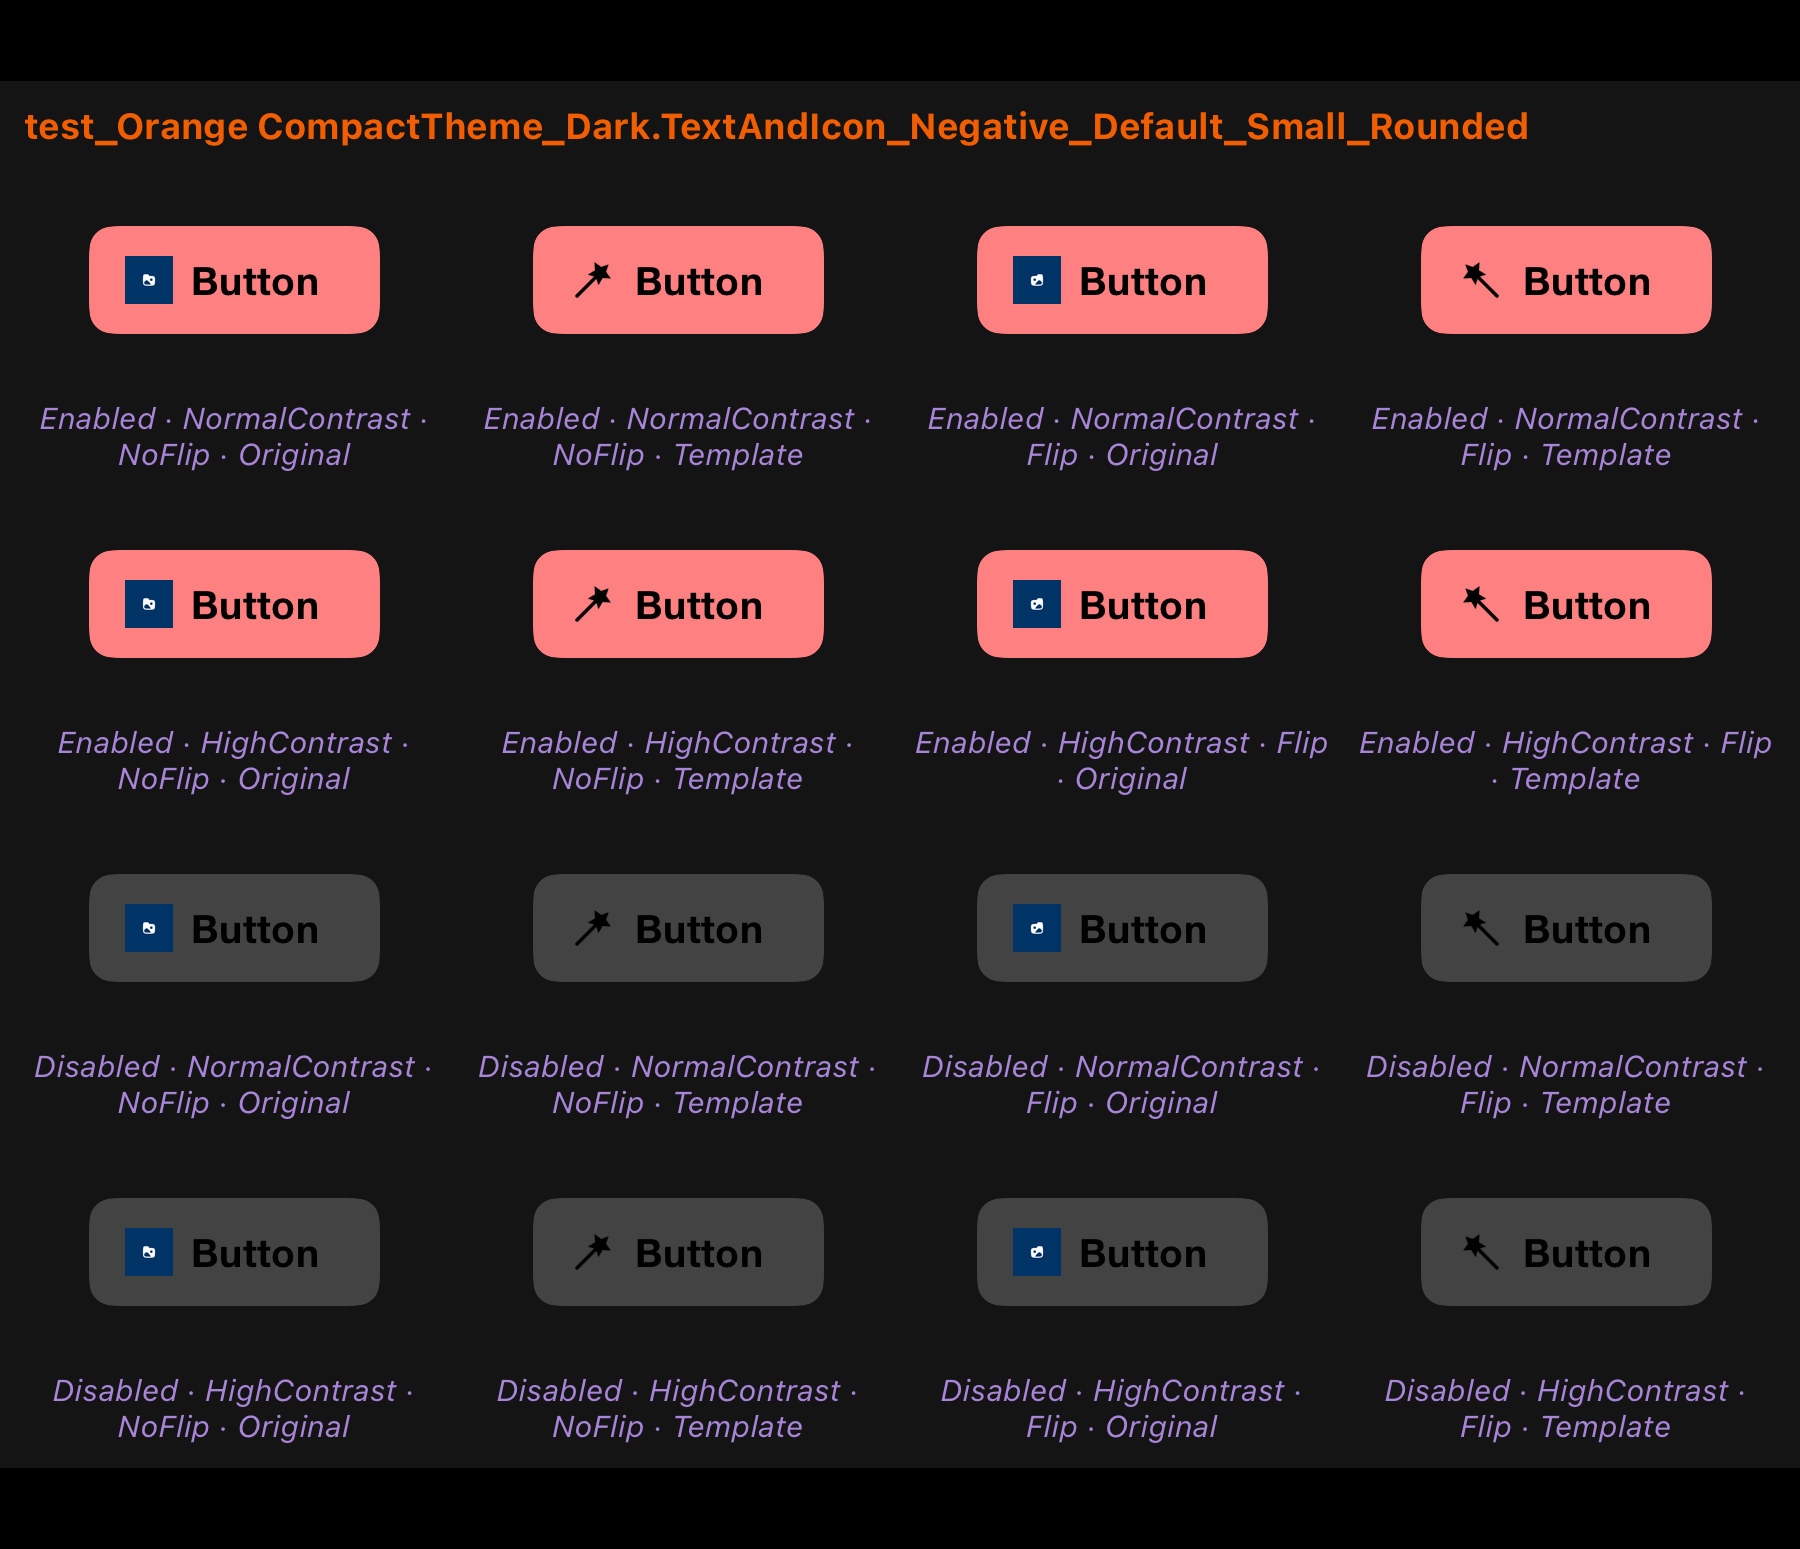 test_Orange CompactTheme_Dark.TextAndIcon_Negative_Default_Small_Rounded
Button Button Button Button
Enabled · NormalContrast · Enabled · NormalContrast · Enabled · NormalContrast · Enabled · NormalContrast ·
NoFlip · Original NoFlip · Template Flip · Original Flip · Template
Button Button Button Button
Enabled · HighContrast · Enabled · HighContrast · Enabled · HighContrast · Flip Enabled · HighContrast · Flip
NoFlip · Original NoFlip · Template · Original · Template
Button Button Button Button
Disabled · NormalContrast · Disabled · NormalContrast · Disabled · NormalContrast · Disabled · NormalContrast ·
NoFlip · Original NoFlip · Template Flip · Original Flip · Template
Button Button Button Button
Disabled · HighContrast · Disabled · HighContrast · Disabled · HighContrast · Disabled · HighContrast ·
NoFlip · Original NoFlip · Template Flip · Original Flip · Template